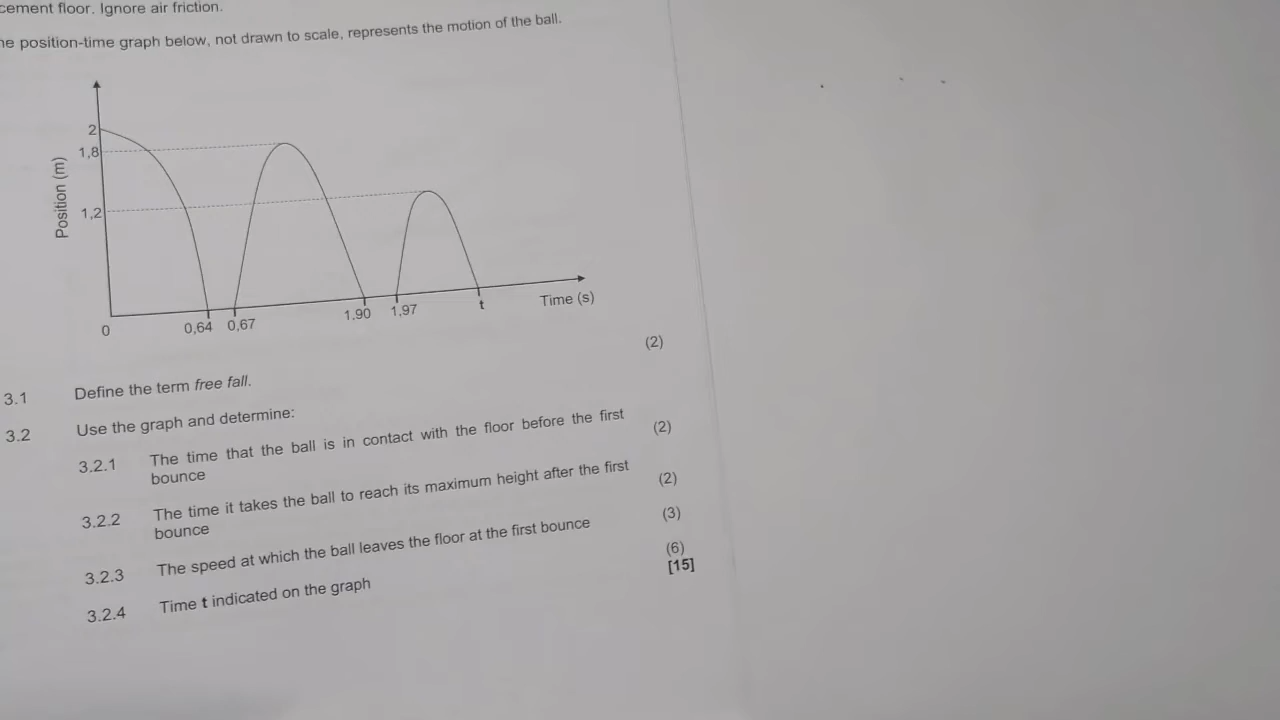 cement floor. Ignore air friction.
position-time graph below, not drawn to scale, represents the motion of the ball.
2
1,8
1,2
Position (m)
0
0,64
0,67
1,90
1,97
t
Time (s)
3.1 Define the term free fall. (2)
3.2 Use the graph and determine:
3.2.1 The time that the ball is in contact with the floor before the first
bounce (2)
3.2.2 The time it takes the ball to reach its maximum height after the first
bounce (2)
3.2.3 The speed at which the ball leaves the floor at the first bounce (3)
3.2.4 Time t indicated on the graph (6)
[15]